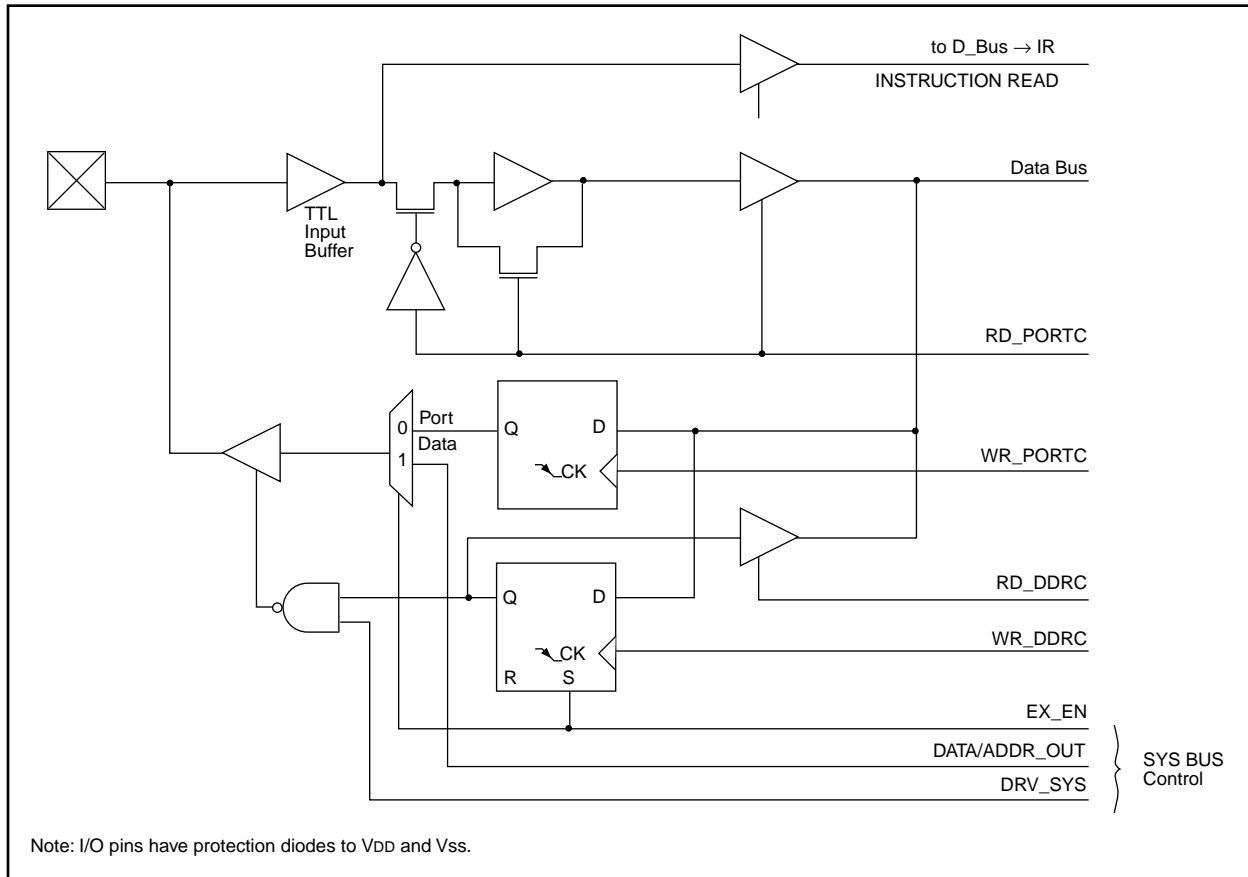 to D_Bus → IR
INSTRUCTION READ
Data Bus
TTL
Input
Buffer
RD_PORTC
0
Port
Q
D
Data
1
CK
WR_PORTC
RD_DDRC
Q
D
WR_DDRC
CK
R
S
EX_EN
DATA/ADDR_OUT
SYS BUS
Control
DRV_SYS
Note: I/O pins have protection diodes to VDD and Vss.